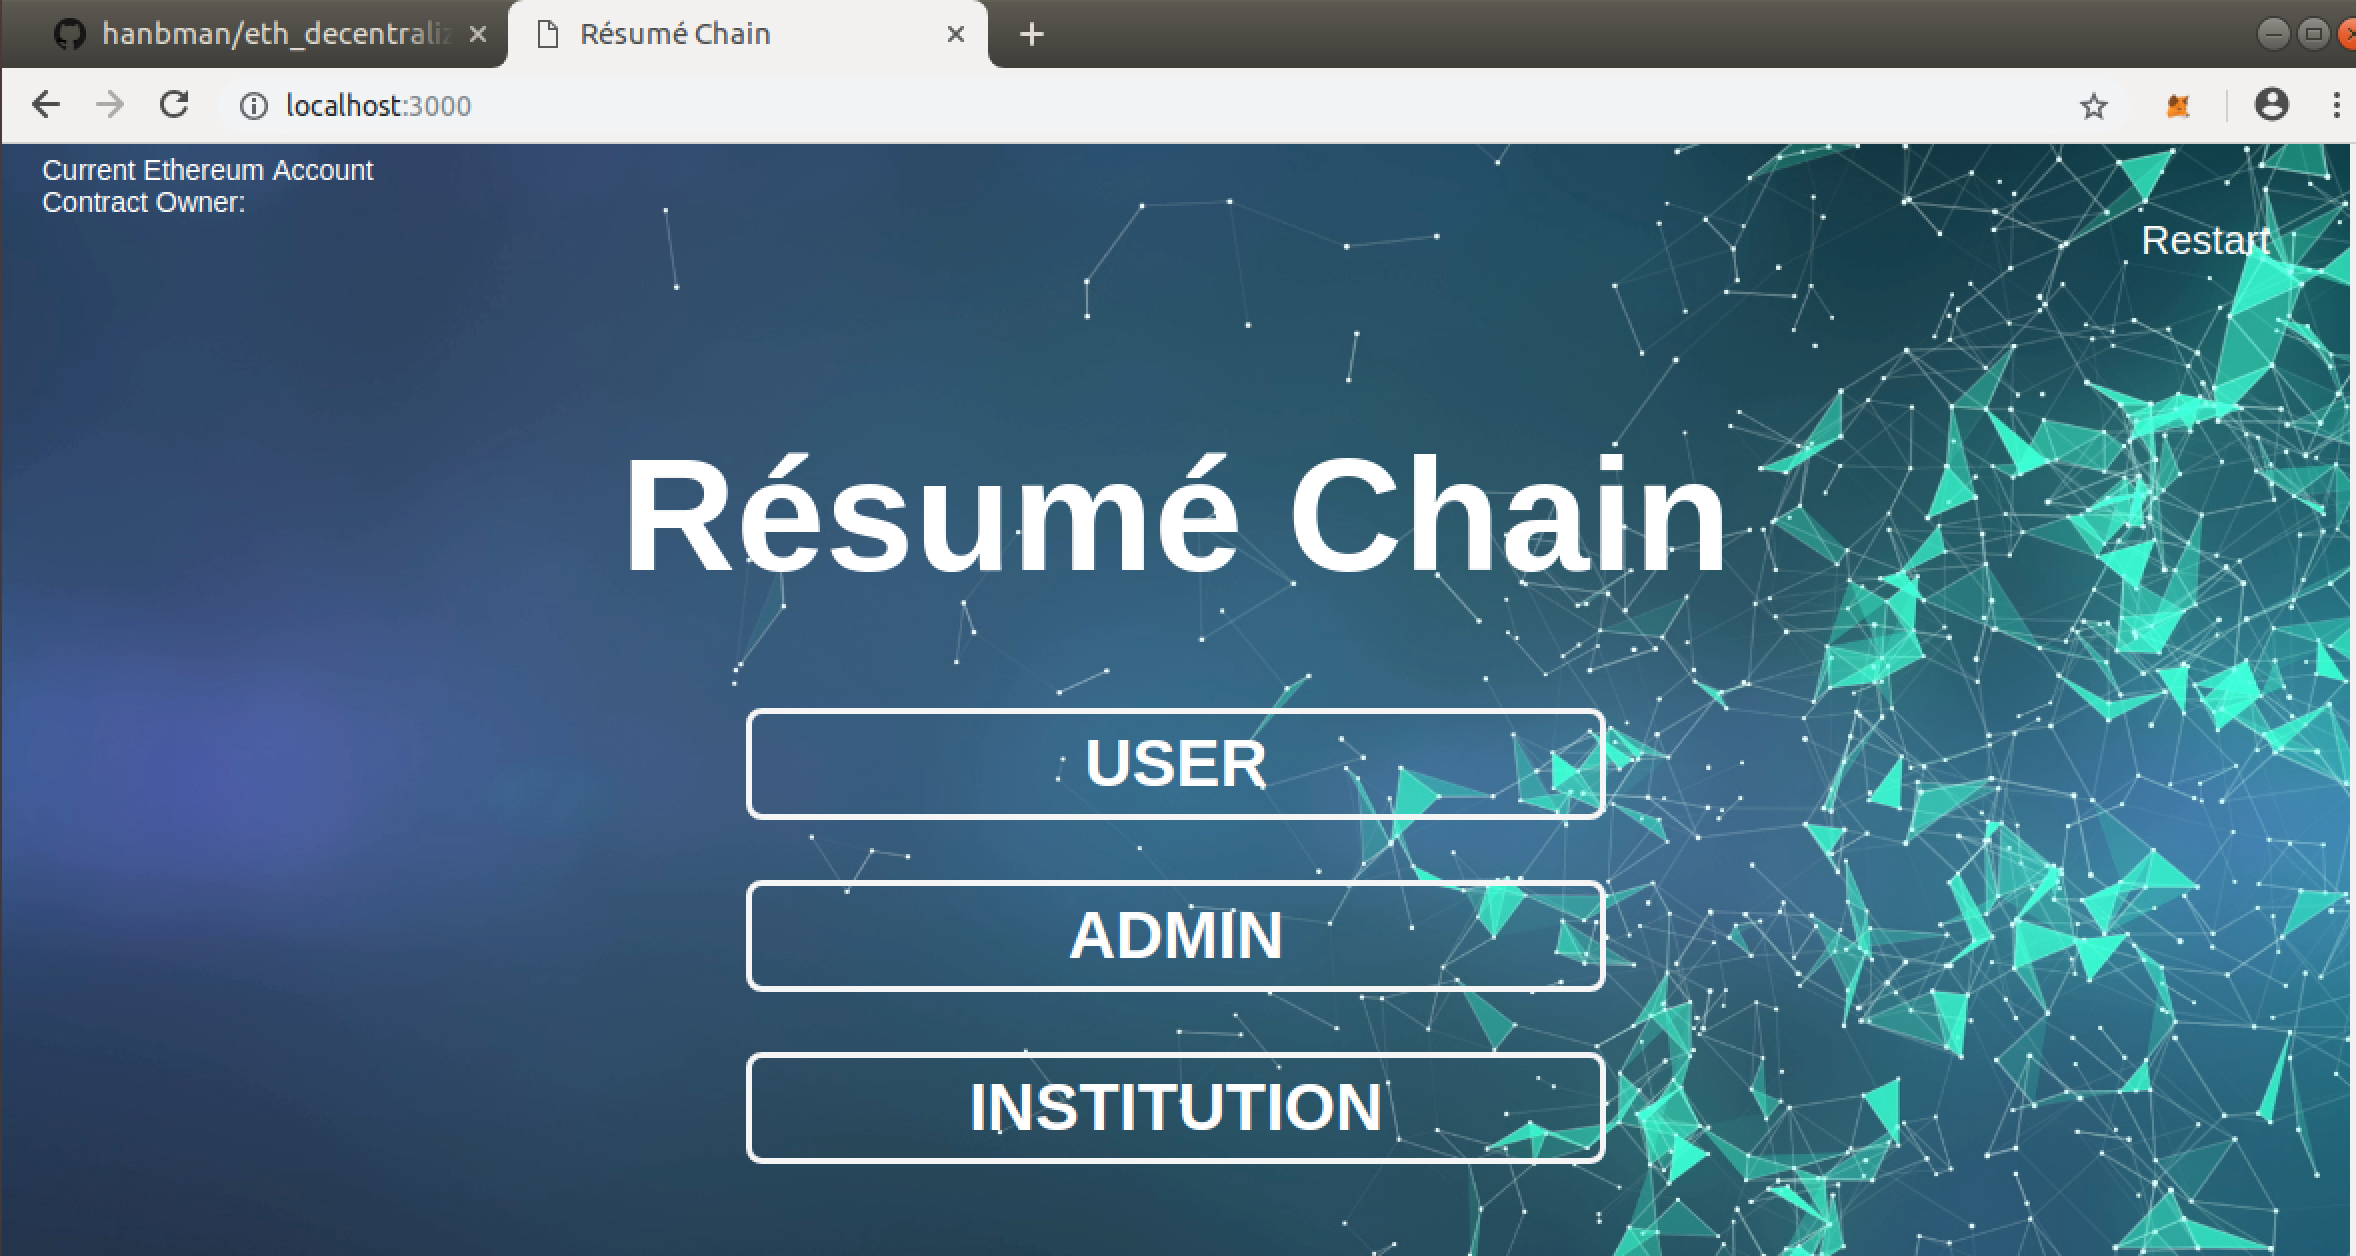 hanbman/eth_decentraliz
Résumé Chain
localhost:3000
Current Ethereum Account
Contract Owner:
Restart
Résumé Chain
USER
ADMIN
INSTITUTION